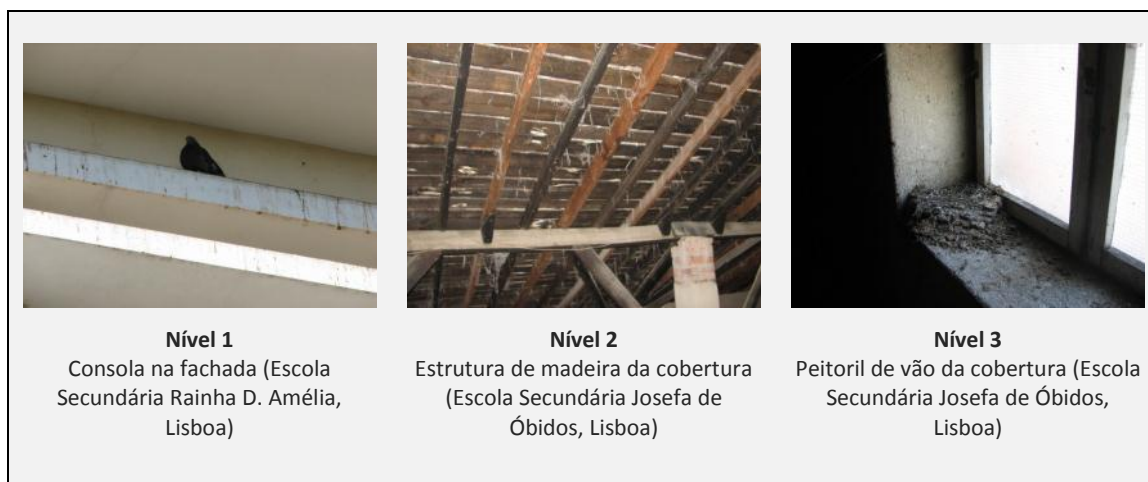 Nível 1
Consola na fachada (Escola
Secundária Rainha D. Amélia,
Lisboa)
Nível 2
Estrutura de madeira da cobertura
(Escola Secundária Josefa de
Óbidos, Lisboa)
Nível 3
Peitoril de vão da cobertura (Escola
Secundária Josefa de Óbidos,
Lisboa)